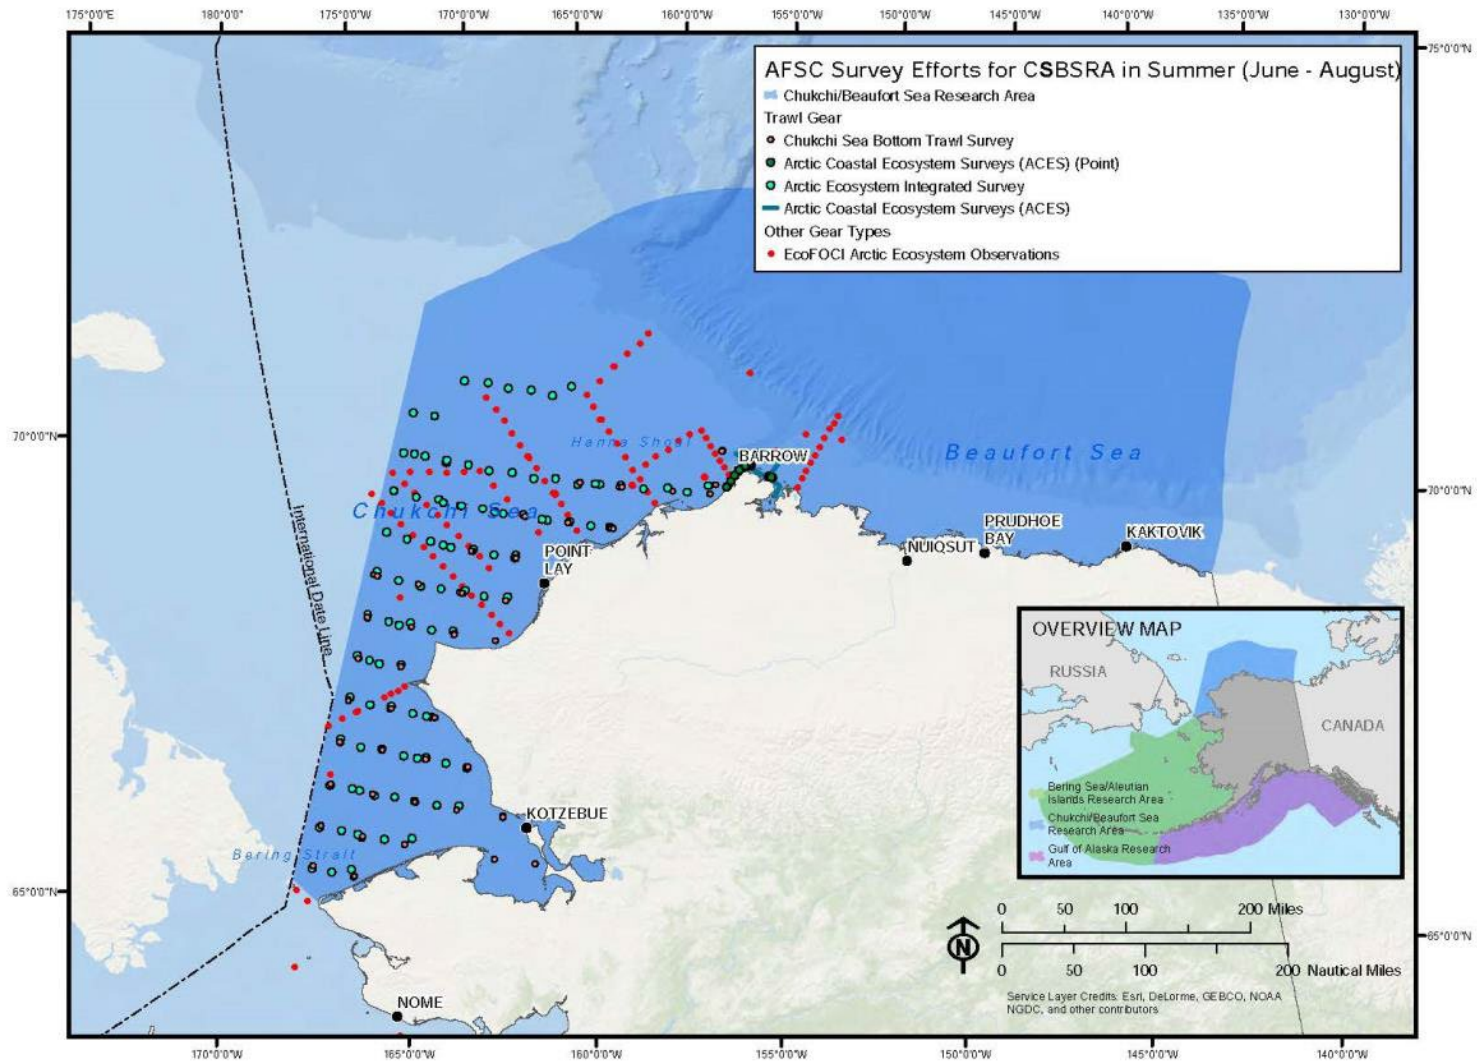 175°0'0"E 180°0'0" 175°0'0"W 170°0'0"W 165°0'0"W 160°0'0"W 155°0'0"W 150°0'0"W 145°0'0"W 140°0'0"W 135°0'0"W 130°0'0"W
75°0'0"N
AFSC Survey Efforts for CSBSRA in Summer (June - August)
Chukchi/Beaufort Sea Research Area
Trawl Gear
Chukchi Sea Bottom Trawl Survey
Arctic Coastal Ecosystem Surveys (ACES) (Point)
Arctic Ecosystem Integrated Survey
Arctic Coastal Ecosystem Surveys (ACES)
Other Gear Types
EcoFOCI Arctic Ecosystem Observations
70°0'0"N
Hanna Shoal
BARROW
Beaufort Sea
70°0'0"N
Chukchi Sea
International Date Line
POINT
LAY
NUIQSUT
PRUDHOE
BAY
KAKTOVIK
KOTZEBUE
Bering Strait
65°0'0"N
NOME
OVERVIEW MAP
RUSSIA
CANADA
Bering Sea/Aleutian
Islands Research Area
Chukchi/Beaufort Sea
Research Area
Gulf of Alaska Research
Area
0 50 100 200 Miles
N
0 50 100 200 Nautical Miles
65°0'0"N
Service Layer Credits: Esri, DeLorme, GEBCO, NOAA
NGDC, and other contributors
170°0'0"W 165°0'0"W 160°0'0"W 155°0'0"W 150°0'0"W 145°0'0"W 140°0'0"W